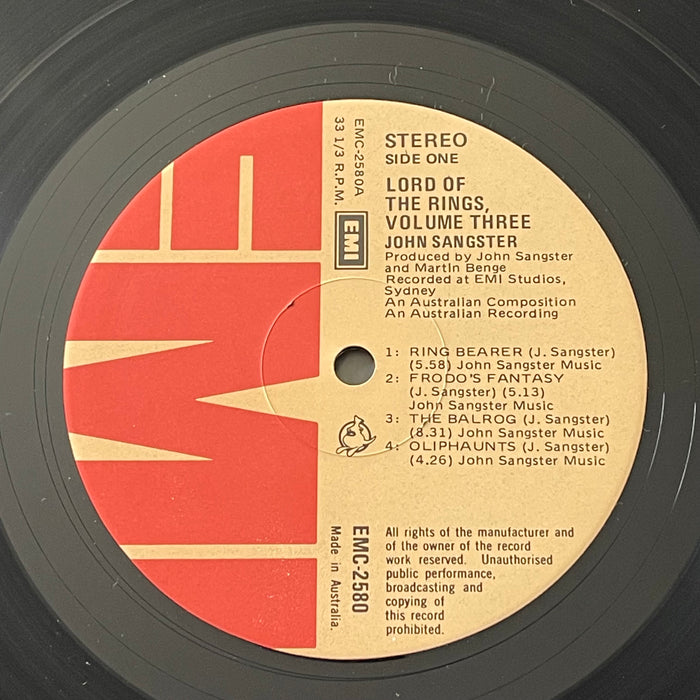 STEREO
SIDE ONE
LORD OF
THE RINGS,
VOLUME THREE
JOHN SANGSTER
Produced by John Sangster
and Martin Benge
Recorded at EMI Studios,
Sydney
An Australian Composition
An Australian Recording
1: RING BEARER (J. Sangster)
(5.58) John Sangster Music
2: FRODO'S FANTASY
(J. Sangster) (5.13)
John Sangster Music
3: THE BALROG (J. Sangster)
(8.31) John Sangster Music
4: OLIPHAUNTS (J. Sangster)
(4.26) John Sangster Music
All rights of the manufacturer and
of the owner of the record
work reserved. Unauthorised
public performance,
broadcasting and
copying of
this record
prohibited.
EMC-2580A
33 1/3 R.P.M.
EMI
EMC-2580
Made in Australia.
EMI